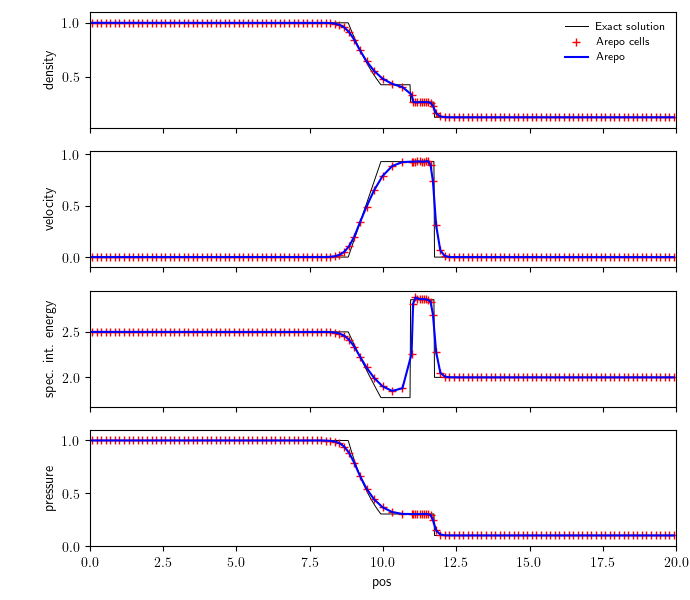 1.0
0.5
density
Exact solution
Arepo cells
Arepo
1.0
0.5
0.0
velocity
2.5
2.0
spec. int. energy
1.0
0.5
0.0
pressure
0.0 2.5 5.0 7.5 10.0 12.5 15.0 17.5 20.0
pos